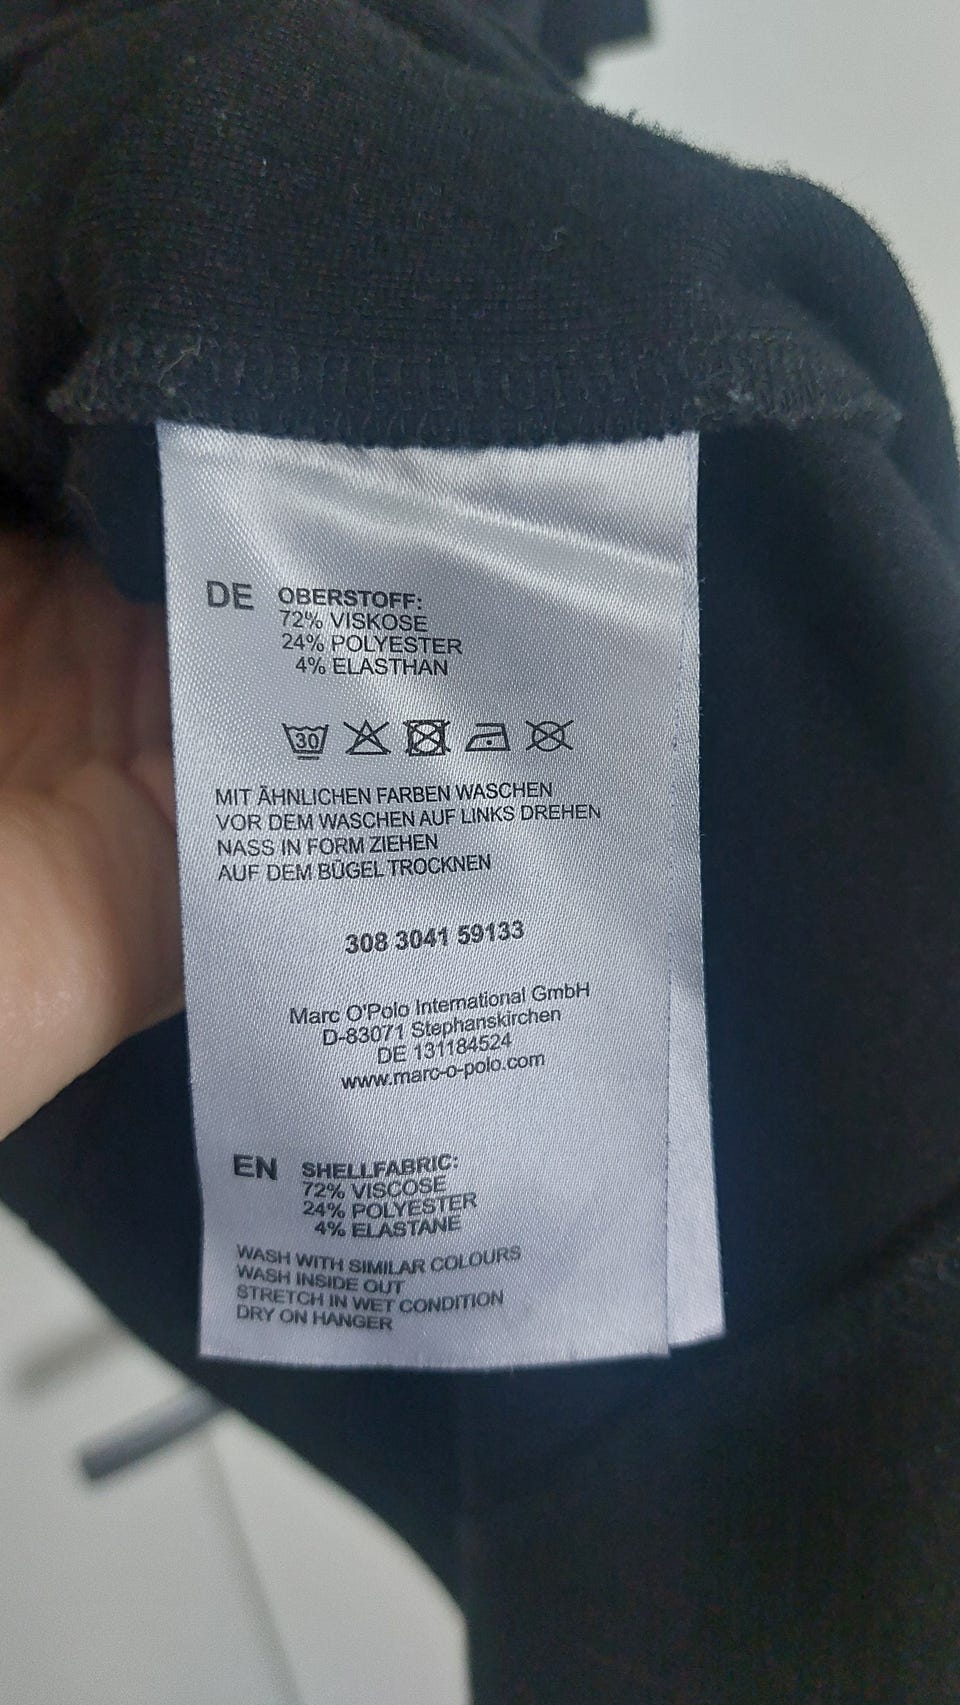 DE OBERSTOFF:
72% VISKOSE
24% POLYESTER
4% ELASTHAN
30
MIT ÄHNLICHEN FARBEN WASCHEN
VOR DEM WASCHEN AUF LINKS DREHEN
NASS IN FORM ZIEHEN
AUF DEM BÜGEL TROCKNEN
308 3041 59133
Marc O'Polo International GmbH
D-83071 Stephanskirchen
DE 131184524
www.marc-o-polo.com
EN SHELLFABRIC:
72% VISCOSE
24% POLYESTER
4% ELASTANE
WASH WITH SIMILAR COLOURS
WASH INSIDE OUT
STRETCH IN WET CONDITION
DRY ON HANGER